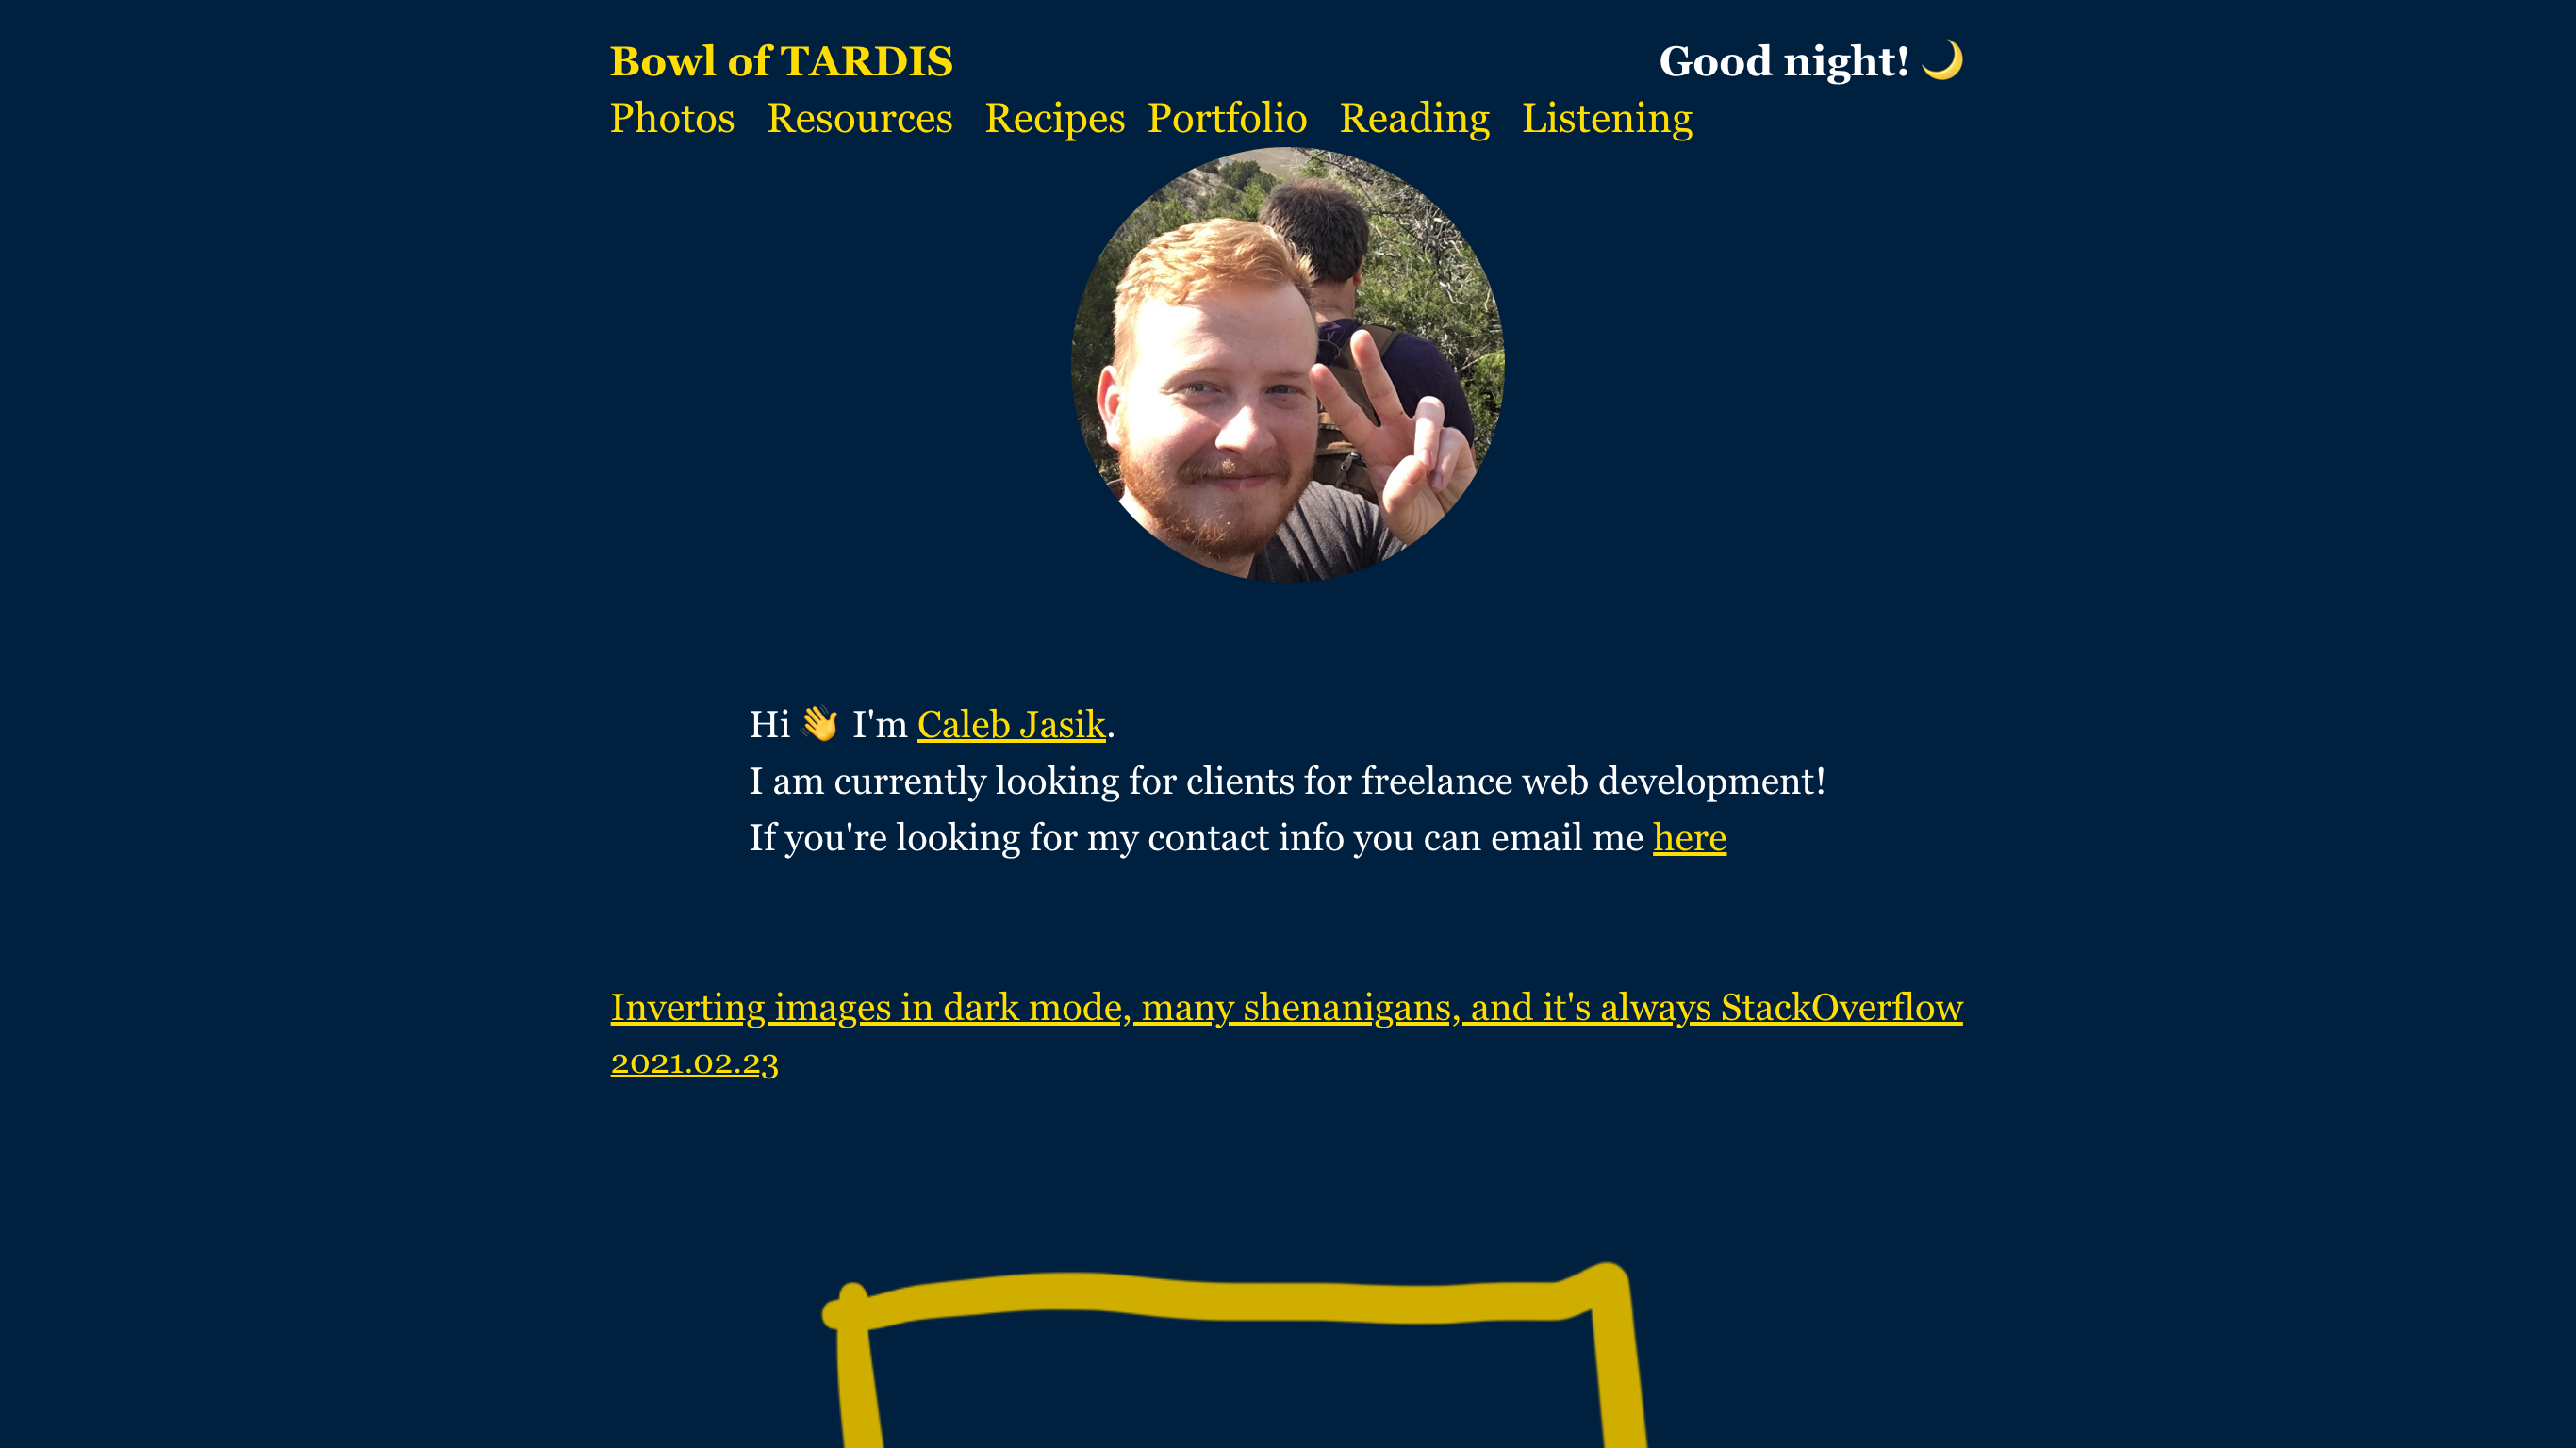 Bowl of TARDIS Good night! 🌙
Photos Resources Recipes Portfolio Reading Listening
Hi 👋 I'm Caleb Jasik.
I am currently looking for clients for freelance web development!
If you're looking for my contact info you can email me here
Inverting images in dark mode, many shenanigans, and it's always StackOverflow
2021.02.23